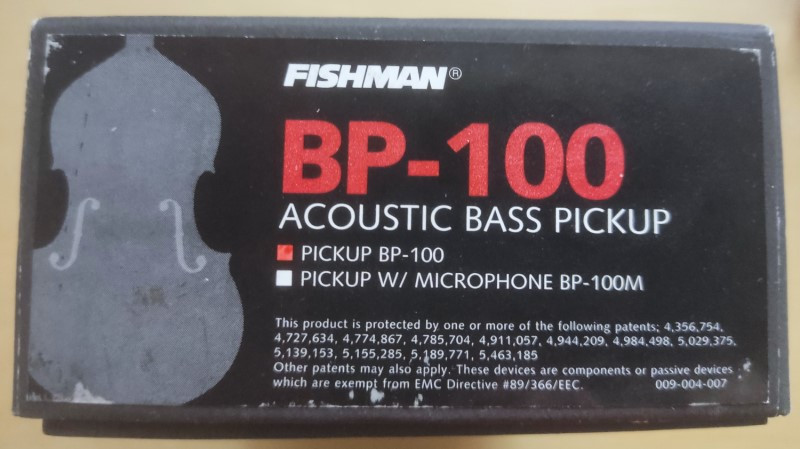 FISHMAN®
BP-100
ACOUSTIC BASS PICKUP
PICKUP BP-100
PICKUP W/ MICROPHONE BP-100M
This product is protected by one or more of the following patents; 4,356,754,
4,727,634, 4,774,867, 4,785,704, 4,911,057, 4,944,209, 4,984,498, 5,029,375,
5,139,153, 5,155,285, 5,189,771, 5,463,185
Other patents may also apply. These devices are components or passive devices
which are exempt from EMC Directive #89/366/EEC. 009-004-007